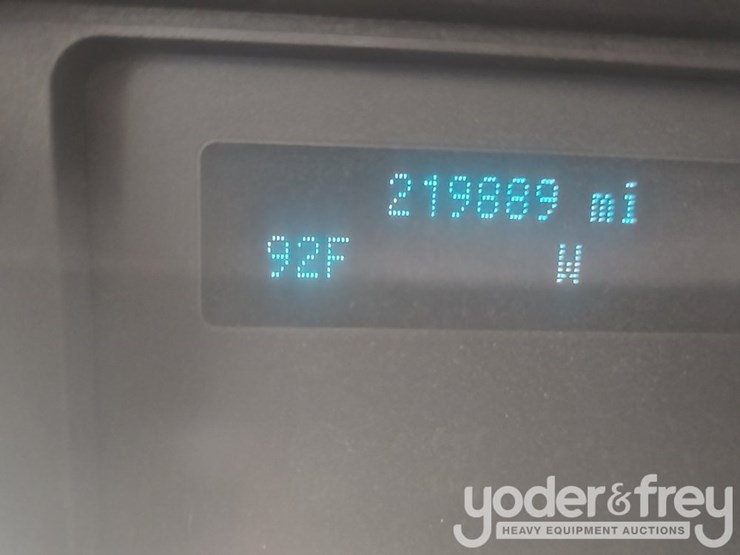 219889 mi
92F W
yoder&frey
HEAVY EQUIPMENT AUCTIONS